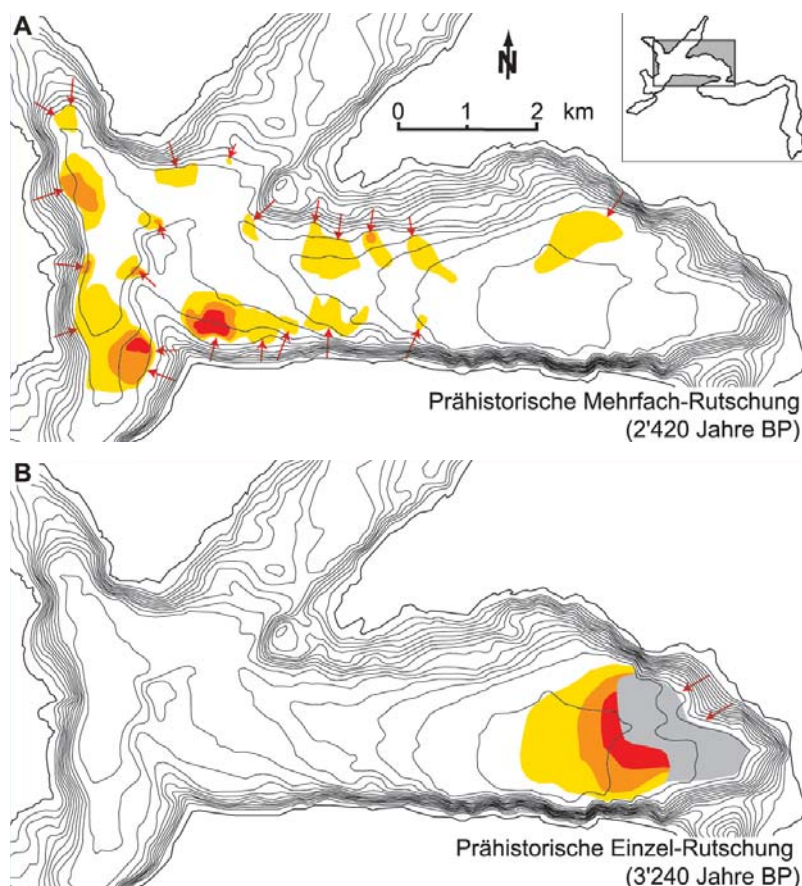 A
N
0 1 2 km
Prähistorische Mehrfach-Rutschung
(2'420 Jahre BP)
B
Prähistorische Einzel-Rutschung
(3'240 Jahre BP)